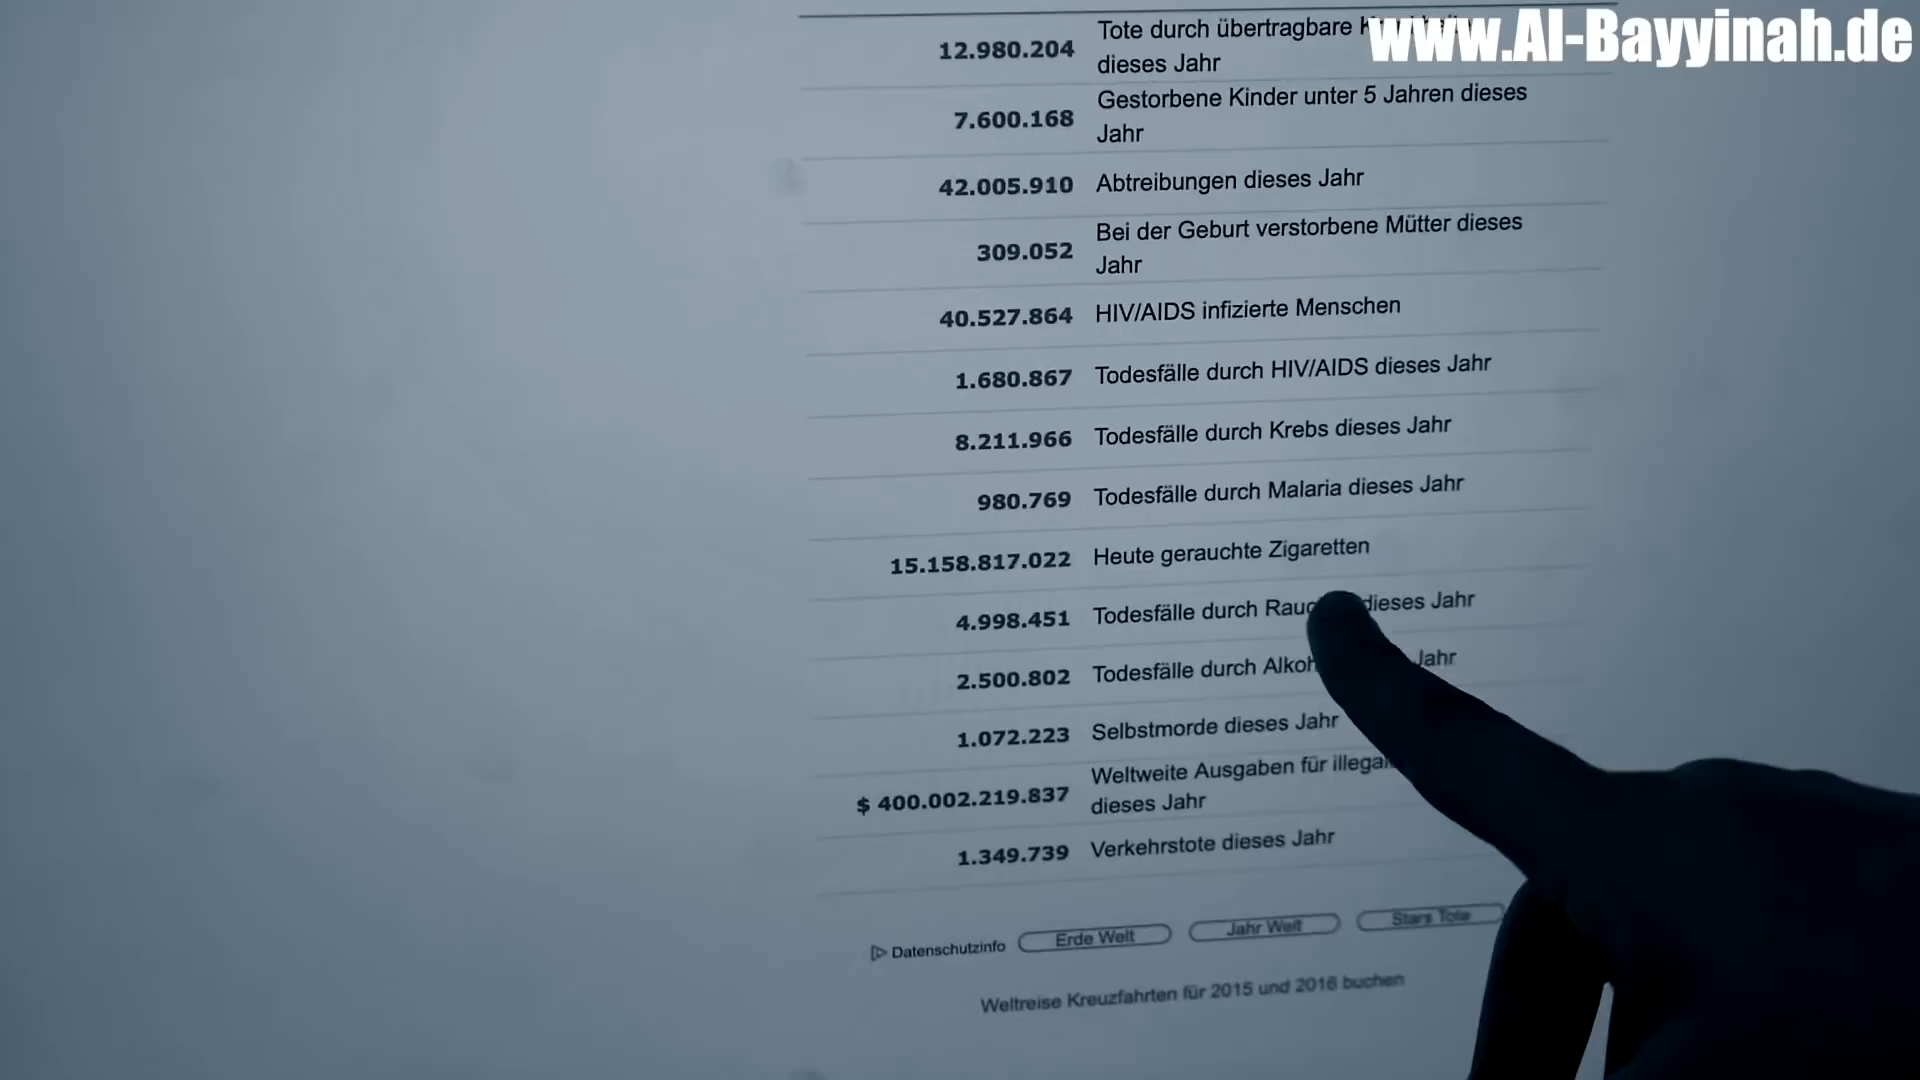 www.Al-Bayyinah.de
12.980.204 Tote durch übertragbare
dieses Jahr
7.600.168 Gestorbene Kinder unter 5 Jahren dieses
Jahr
42.005.910 Abtreibungen dieses Jahr
309.052 Bei der Geburt verstorbene Mütter dieses
Jahr
40.527.864 HIV/AIDS infizierte Menschen
1.680.867 Todesfälle durch HIV/AIDS dieses Jahr
8.211.966 Todesfälle durch Krebs dieses Jahr
980.769 Todesfälle durch Malaria dieses Jahr
15.158.817.022 Heute gerauchte Zigaretten
4.998.451 Todesfälle durch dieses Jahr
2.500.802 Todesfälle durch Jahr
1.072.223 Selbstmorde dieses Jahr
$ 400.002.219.837 Weltweite Ausgaben für
dieses Jahr
1.349.739 Verkehrstote dieses Jahr
Datenschutzinfo Erde Welt Jahr Welt Stars Tote
Weltreise Kreuzfahrten für 2015 und 2016 buchen